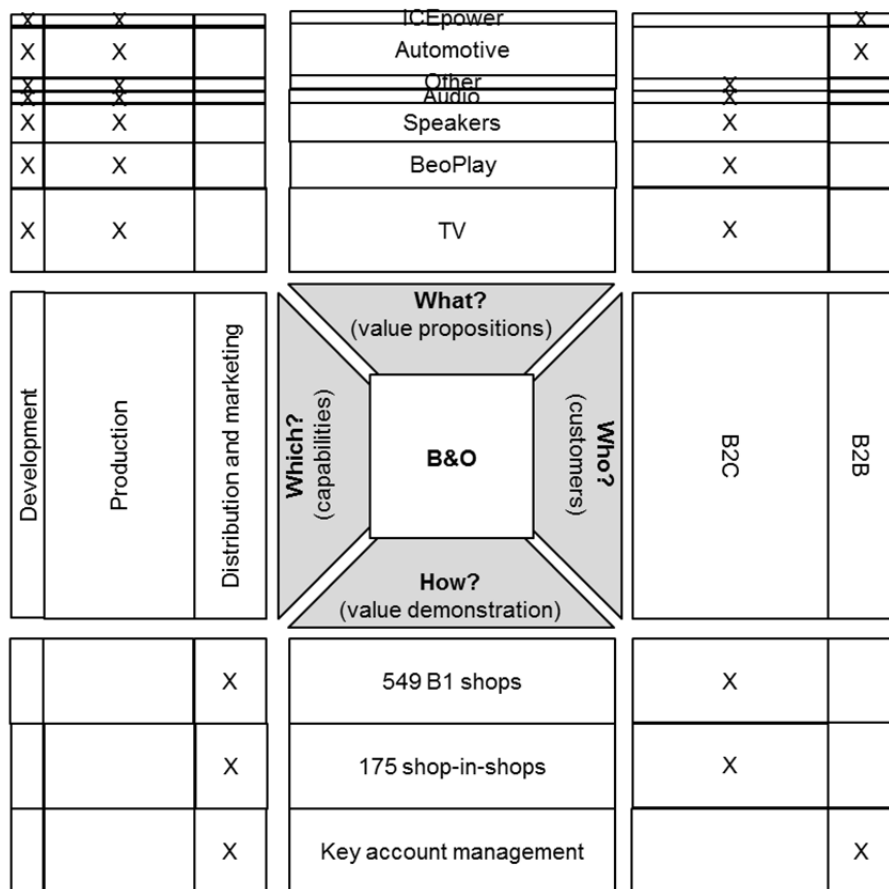 X X ICEpower X
X X Automotive X
X X Other X
X X Audio X
X X Speakers X
X X BeoPlay X
X X TV X
Development
Production
Distribution and marketing
Which?
(capabilities)
What?
(value propositions)
B&O
How?
(value demonstration)
Who?
(customers)
B2C
B2B
X 549 B1 shops X
X 175 shop-in-shops X
X Key account management X